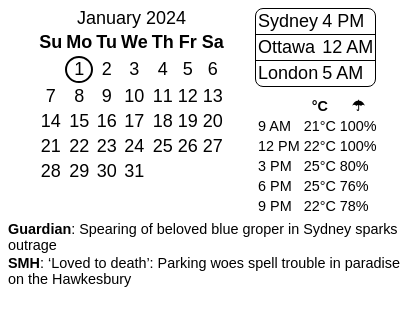 January 2024
Su Mo Tu We Th Fr Sa
1 2 3 4 5 6
7 8 9 10 11 12 13
14 15 16 17 18 19 20
21 22 23 24 25 26 27
28 29 30 31
Sydney 4 PM
Ottawa 12 AM
London 5 AM
°C ☂
9 AM 21°C 100%
12 PM 22°C 100%
3 PM 25°C 80%
6 PM 25°C 76%
9 PM 22°C 78%
Guardian: Spearing of beloved blue groper in Sydney sparks
outrage
SMH: ‘Loved to death’: Parking woes spell trouble in paradise
on the Hawkesbury